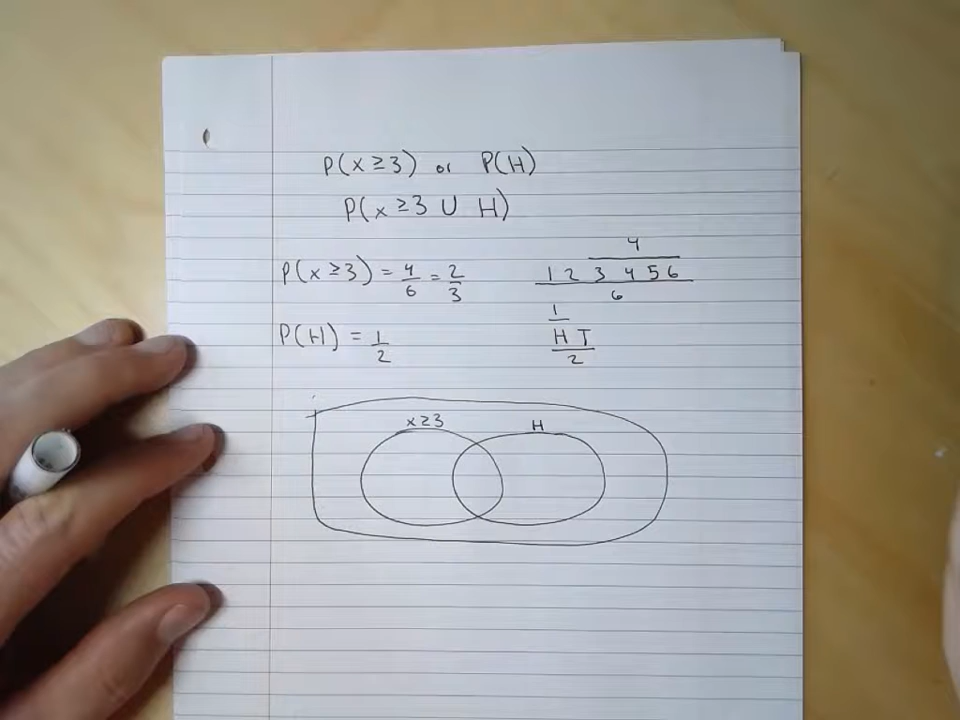 P(x ≥ 3) or P(H)
P(x ≥ 3 U H)
4
P(x ≥ 3) = 4/6 = 2/3
1 2 3 4 5 6
6
1
P(H) = 1/2
H T
2
x ≥ 3
H